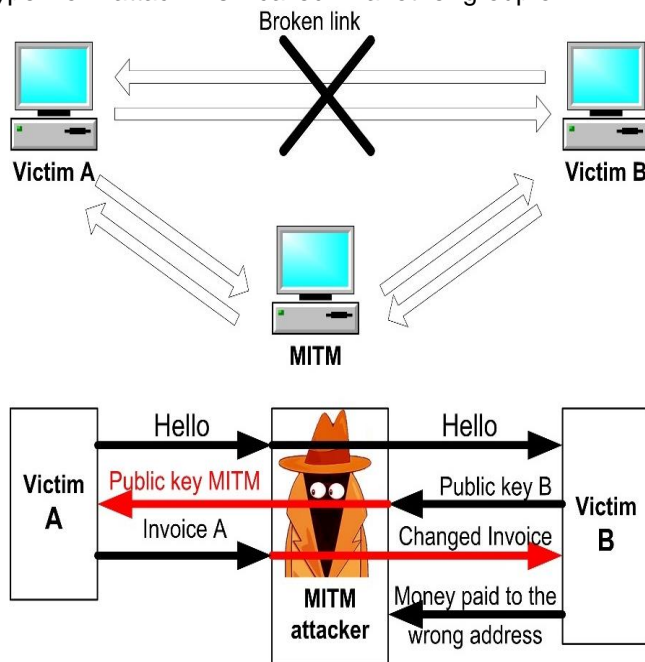 Broken link
Victim A
Victim B
MITM
Hello
Hello
Victim
A
Public key MITM
Public key B
Victim
B
Invoice A
Changed Invoice
MITM
attacker
Money paid to the
wrong address